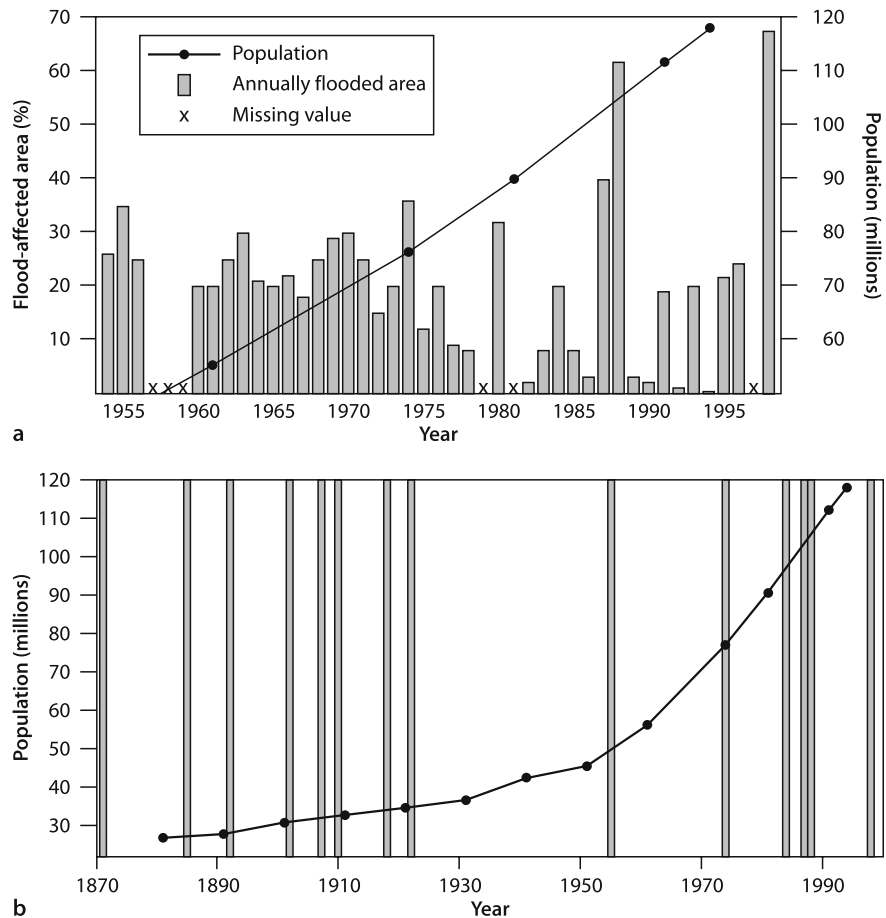 70
60
50
40
30
20
10
Flood-affected area (%)
Population
Annually flooded area
x Missing value
120
110
100
90
80
70
60
Population (millions)
x x x x x x
1955 1960 1965 1970 1975 1980 1985 1990 1995
Year
a
120
110
100
90
80
70
60
50
40
30
Population (millions)
1870 1890 1910 1930 1950 1970 1990
Year
b